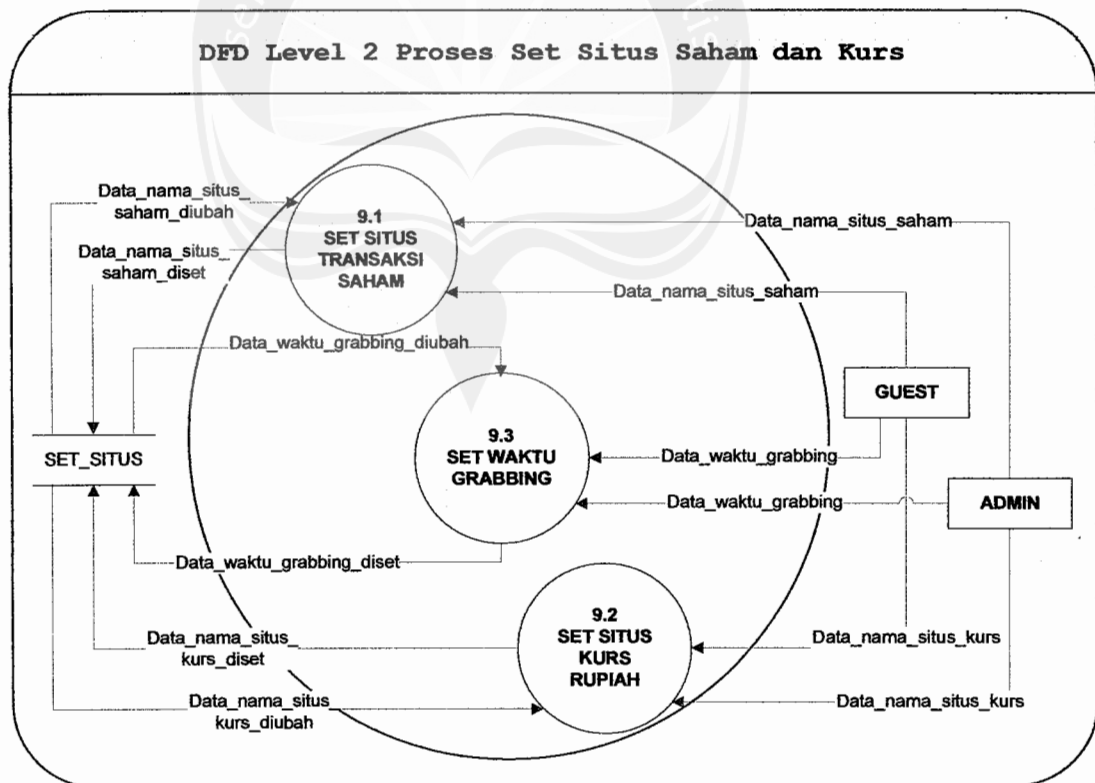 DFD Level 2 Proses Set Situs Saham dan Kurs
Data_nama_situs_
saham_diubah
Data_nama_situs_
saham_diset
9.1
SET SITUS
TRANSAKSI
SAHAM
Data_nama_situs_saham
Data_nama_situs_saham
Data_waktu_grabbing_diubah
GUEST
SET_SITUS
9.3
SET WAKTU
GRABBING
Data_waktu_grabbing
Data_waktu_grabbing
ADMIN
Data_waktu_grabbing_diset
9.2
SET SITUS
KURS
RUPIAH
Data_nama_situs_
kurs_diset
Data_nama_situs_kurs
Data_nama_situs_
kurs_diubah
Data_nama_situs_kurs